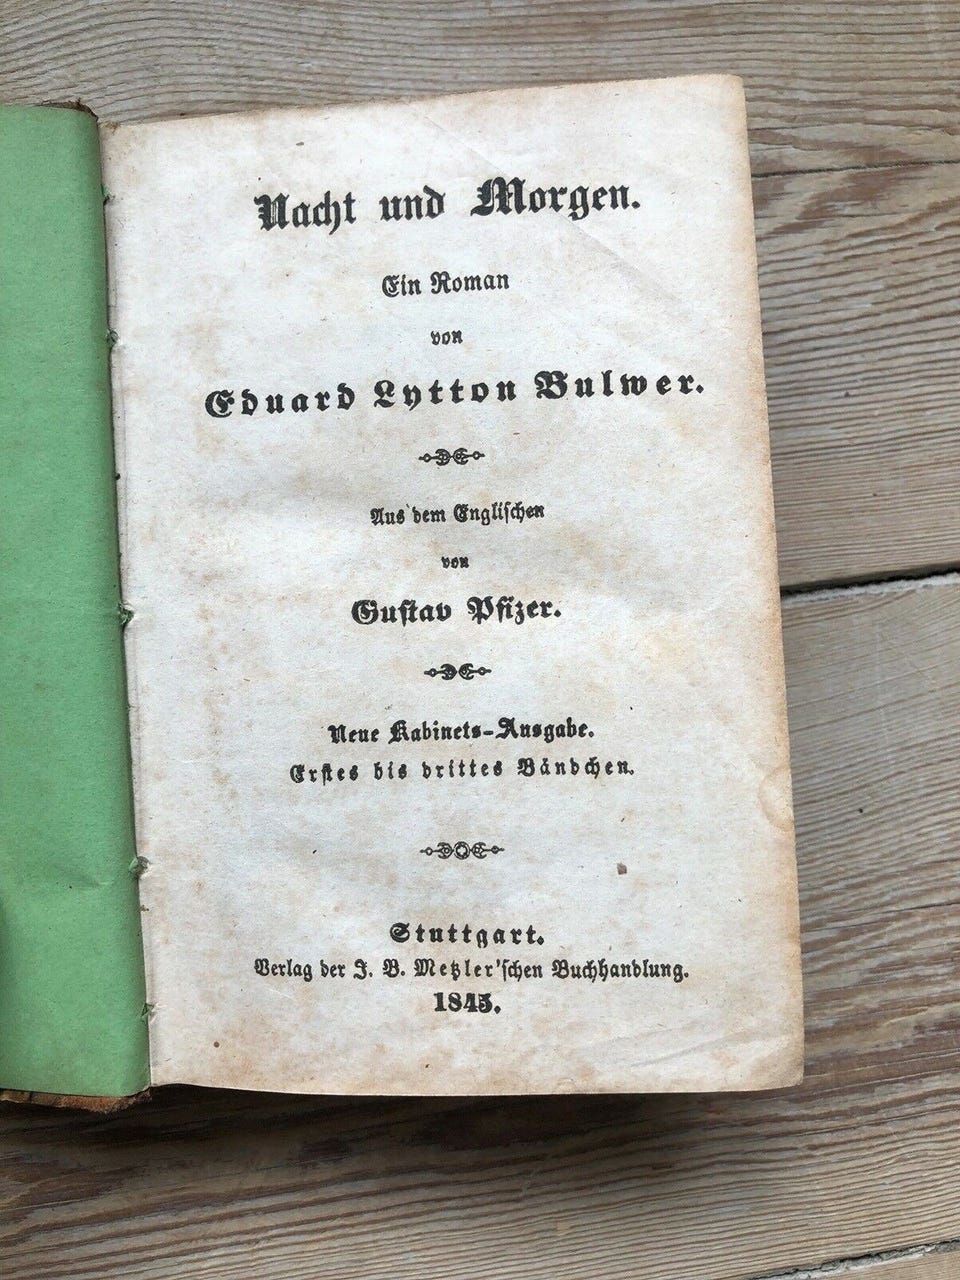 Nacht und Morgen.
Ein Roman
von
Eduard Lytton Bulwer.
Aus dem Englischen
von
Gustav Pfizer.
Neue Kabinets-Ausgabe.
Erstes bis drittes Bändchen.
Stuttgart.
Verlag der J. B. Metzler'schen Buchhandlung.
1845.